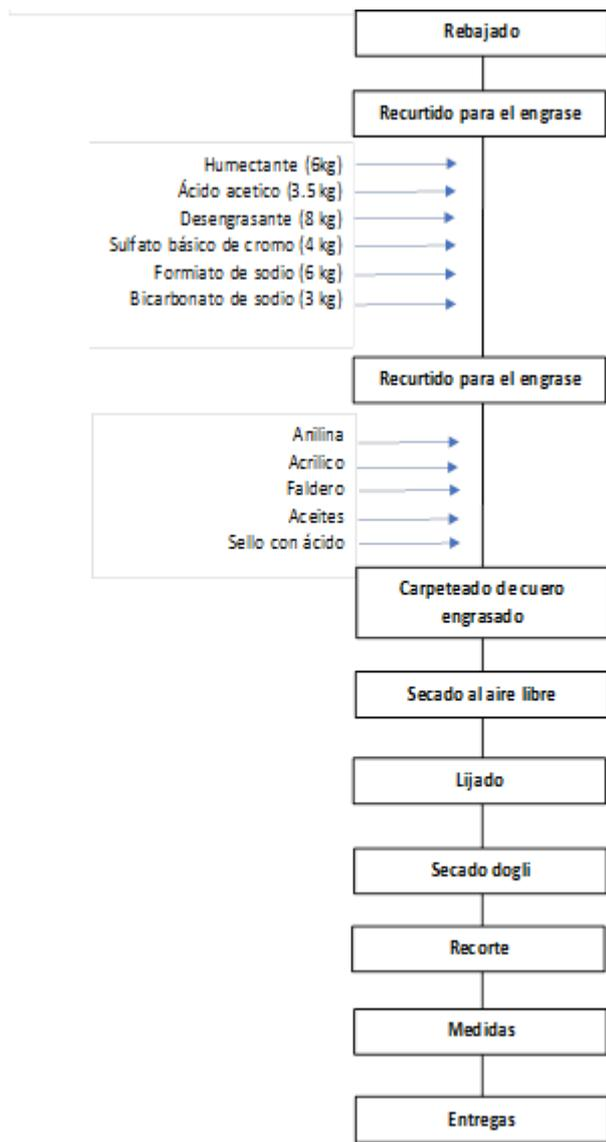 Rebajado
Recurtido para el engrase
Humectante (6kg)
Ácido acetico (3.5 kg)
Desengrasante (8 kg)
Sulfato básico de cromo (4 kg)
Formiato de sodio (6 kg)
Bicarbonato de sodio (3 kg)
Recurtido para el engrase
Anilina
Acrilico
Faldero
Aceites
Sello con ácido
Carpeteado de cuero
engrasado
Secado al aire libre
Lijado
Secado dogli
Recorte
Medidas
Entregas